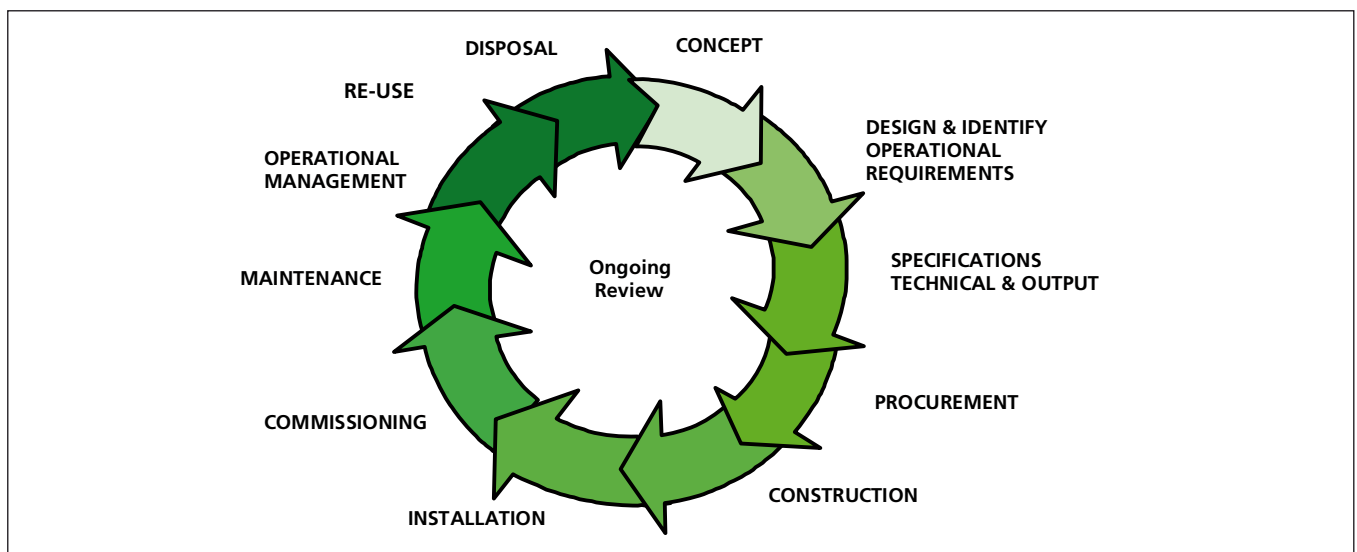 CONCEPT
DESIGN & IDENTIFY
OPERATIONAL
REQUIREMENTS
SPECIFICATIONS
TECHNICAL & OUTPUT
PROCUREMENT
CONSTRUCTION
INSTALLATION
COMMISSIONING
MAINTENANCE
OPERATIONAL
MANAGEMENT
RE-USE
DISPOSAL
Ongoing
Review